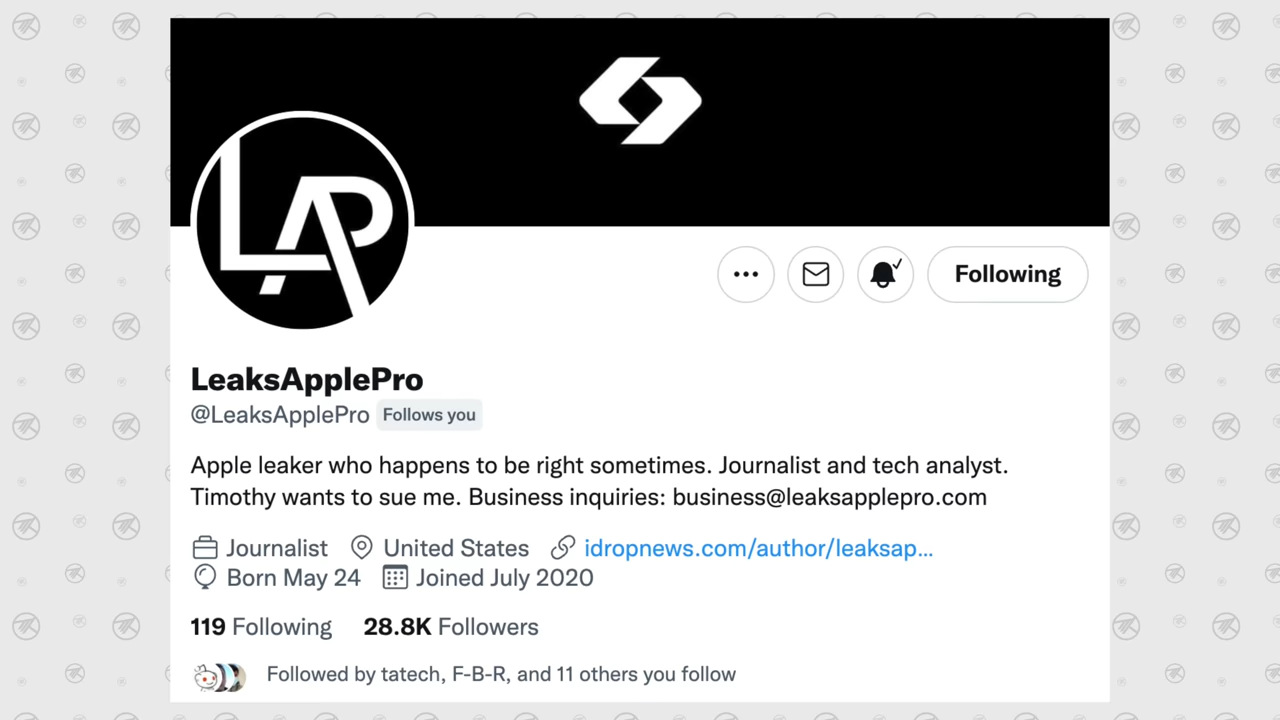 LAP
Following
LeaksApplePro
@LeaksApplePro Follows you
Apple leaker who happens to be right sometimes. Journalist and tech analyst.
Timothy wants to sue me. Business inquiries: business@leaksapplepro.com
Journalist United States idropnews.com/author/leaksap...
Born May 24 Joined July 2020
119 Following 28.8K Followers
Followed by tatech, F-B-R, and 11 others you follow